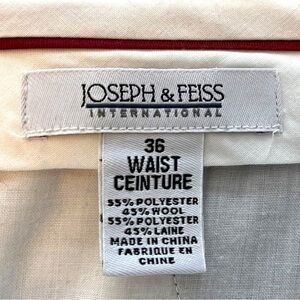 JOSEPH & FEISS
INTERNATIONAL
36
WAIST
CEINTURE
55% POLYESTER
45% WOOL
55% POLYESTER
45% LAINE
MADE IN CHINA
FABRIQUE EN
CHINE